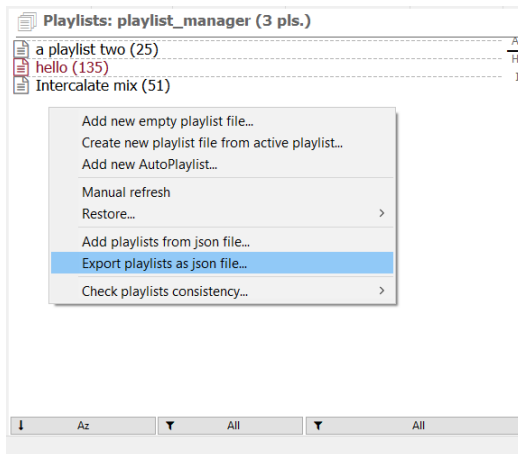 Playlists: playlist_manager (3 pls.)
A
a playlist two (25)
H
hello (135)
I
Intercalate mix (51)
Add new empty playlist file...
Create new playlist file from active playlist...
Add new AutoPlaylist...
Manual refresh
Restore...
Add playlists from json file...
Export playlists as json file...
Check playlists consistency...
Az
All
All